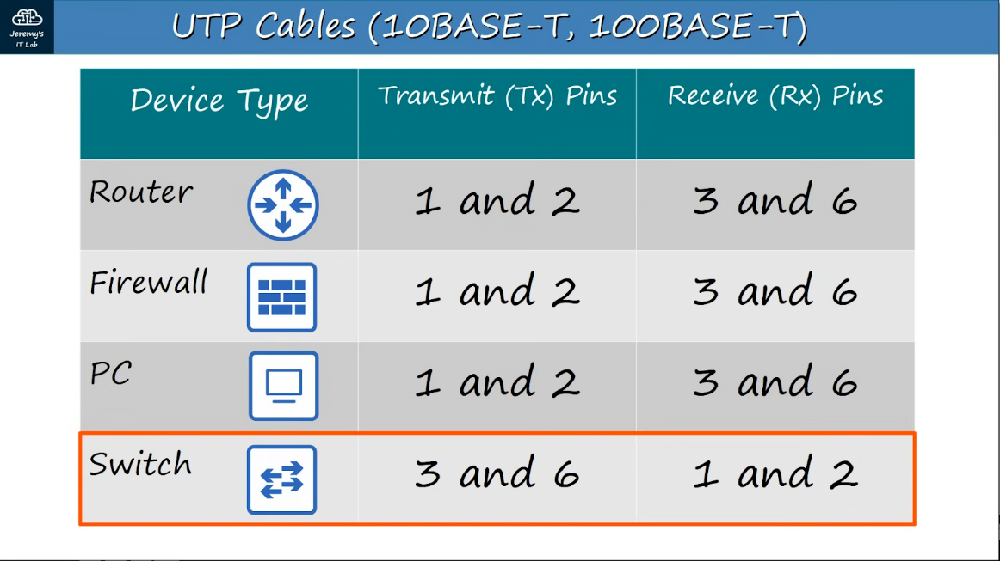 Jeremy's
IT Lab
UTP Cables (10BASE-T, 100BASE-T)
Device Type Transmit (Tx) Pins Receive (Rx) Pins
Router 1 and 2 3 and 6
Firewall 1 and 2 3 and 6
PC 1 and 2 3 and 6
Switch 3 and 6 1 and 2